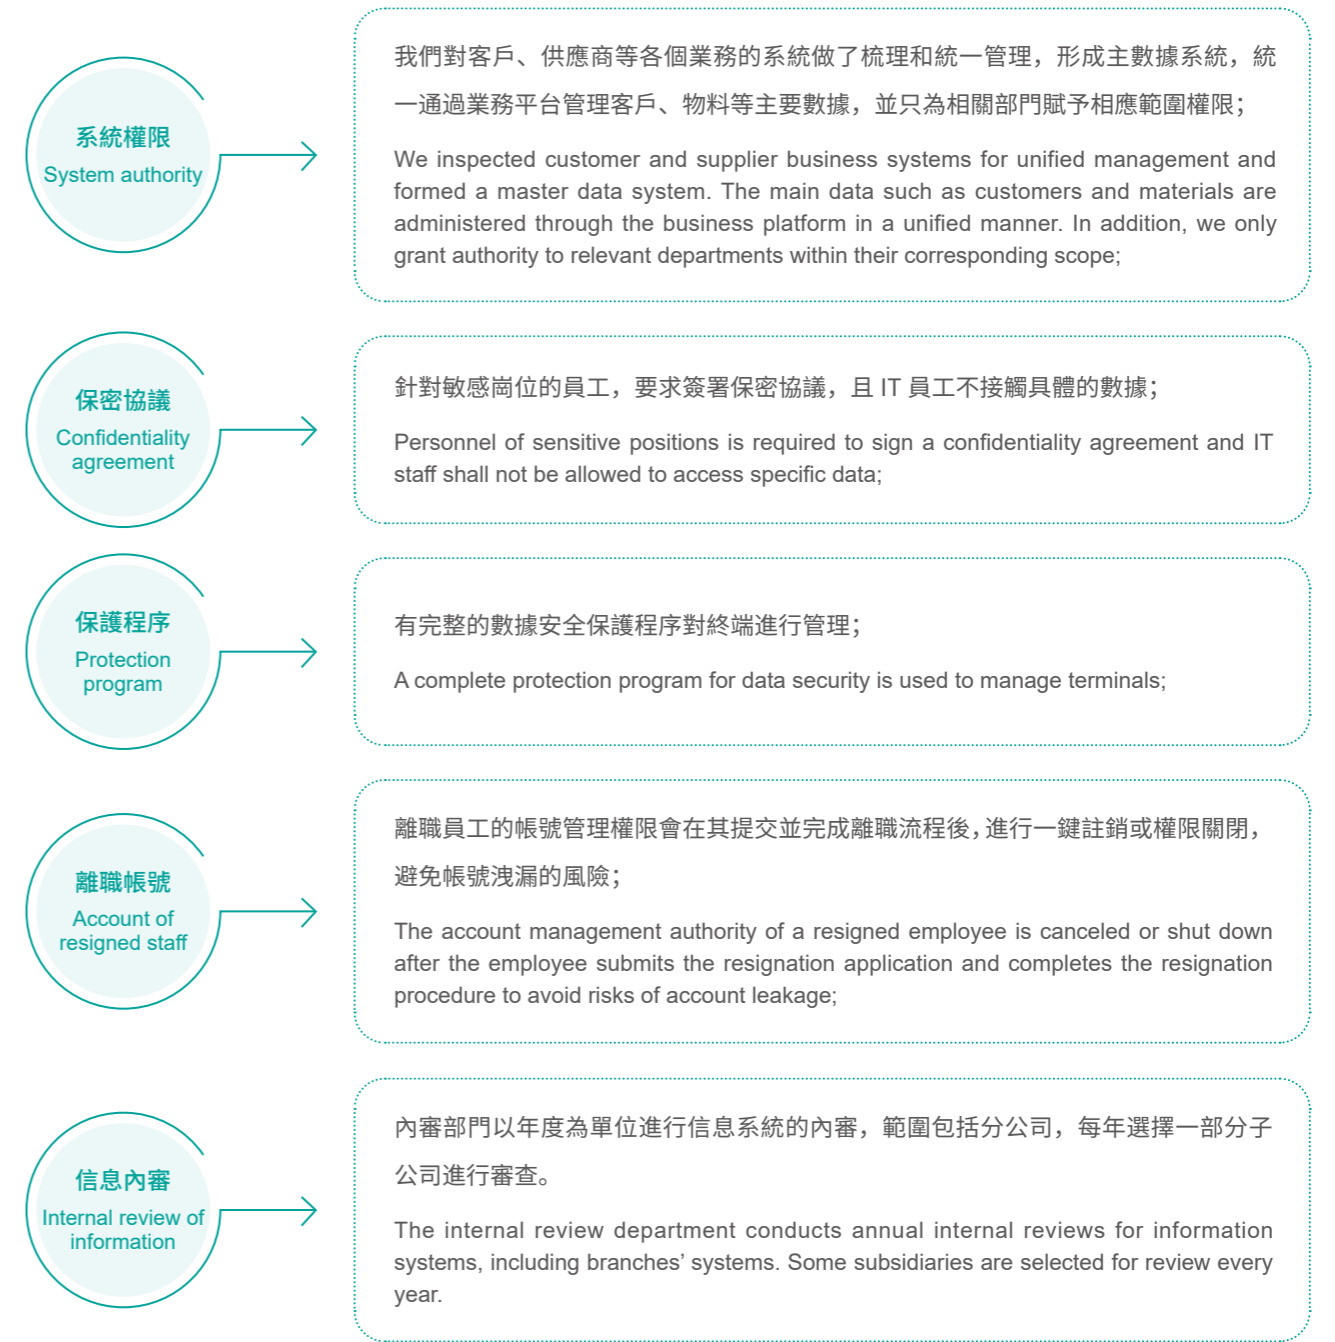 系統權限
System authority
我們對客戶、供應商等各個業務的系統做了梳理和統一管理，形成主數據系統，統
一通過業務平台管理客戶、物料等主要數據，並只為相關部門賦予相應範圍權限；
We inspected customer and supplier business systems for unified management and
formed a master data system. The main data such as customers and materials are
administered through the business platform in a unified manner. In addition, we only
grant authority to relevant departments within their corresponding scope;
保密協議
Confidentiality
agreement
針對敏感崗位的員工，要求簽署保密協議，且 IT 員工不接觸具體的數據；
Personnel of sensitive positions is required to sign a confidentiality agreement and IT
staff shall not be allowed to access specific data;
保護程序
Protection
program
有完整的數據安全保護程序對終端進行管理；
A complete protection program for data security is used to manage terminals;
離職帳號
Account of
resigned staff
離職員工的帳號管理權限會在其提交並完成離職流程後，進行一鍵註銷或權限關閉，
避免帳號洩漏的風險；
The account management authority of a resigned employee is canceled or shut down
after the employee submits the resignation application and completes the resignation
procedure to avoid risks of account leakage;
信息內審
Internal review of
information
內審部門以年度為單位進行信息系統的內審，範圍包括分公司，每年選擇一部分子
公司進行審查。
The internal review department conducts annual internal reviews for information
systems, including branches’ systems. Some subsidiaries are selected for review every
year.